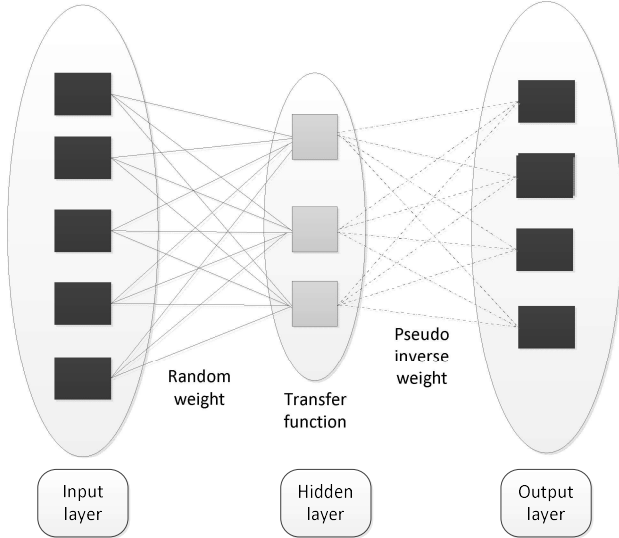 Random
weight
Transfer
function
Pseudo
inverse
weight
Input
layer
Hidden
layer
Output
layer